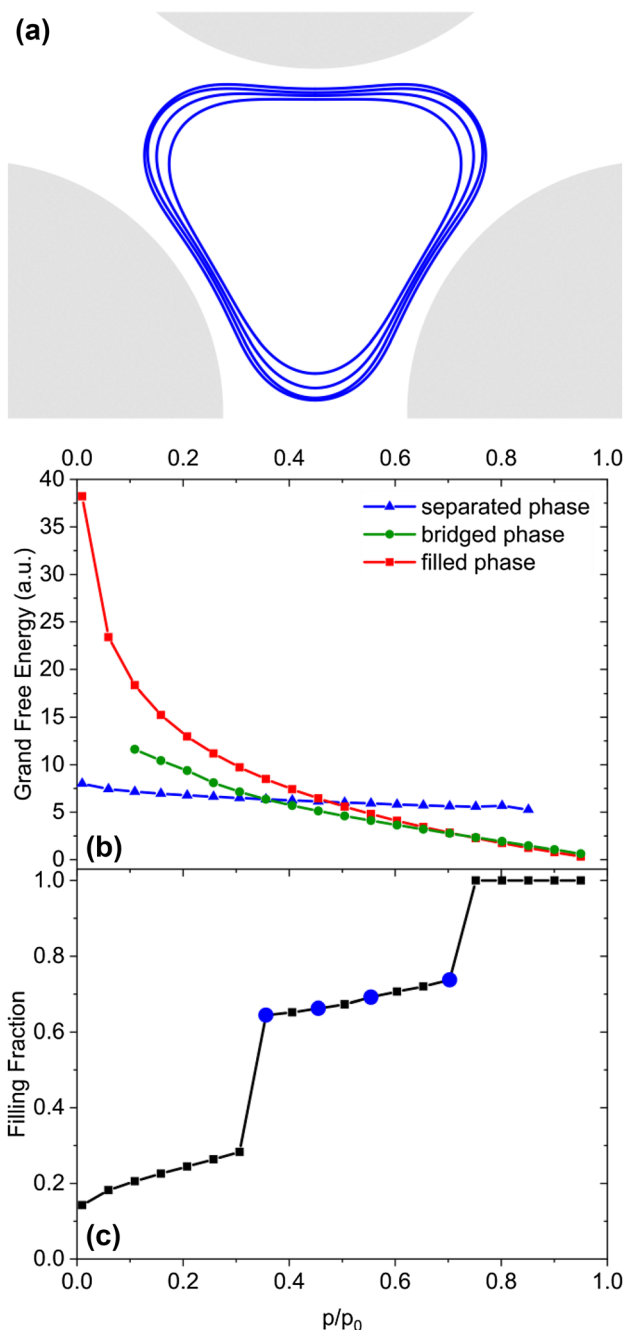 (a)
0.0 0.2 0.4 0.6 0.8 1.0
40
35
30
25
20
15
10
5
0
Grand Free Energy (a.u.)
separated phase
bridged phase
filled phase
(b)
1.0
0.8
0.6
0.4
0.2
0.0
Filling Fraction
(c)
0.0 0.2 0.4 0.6 0.8 1.0
p/p₀